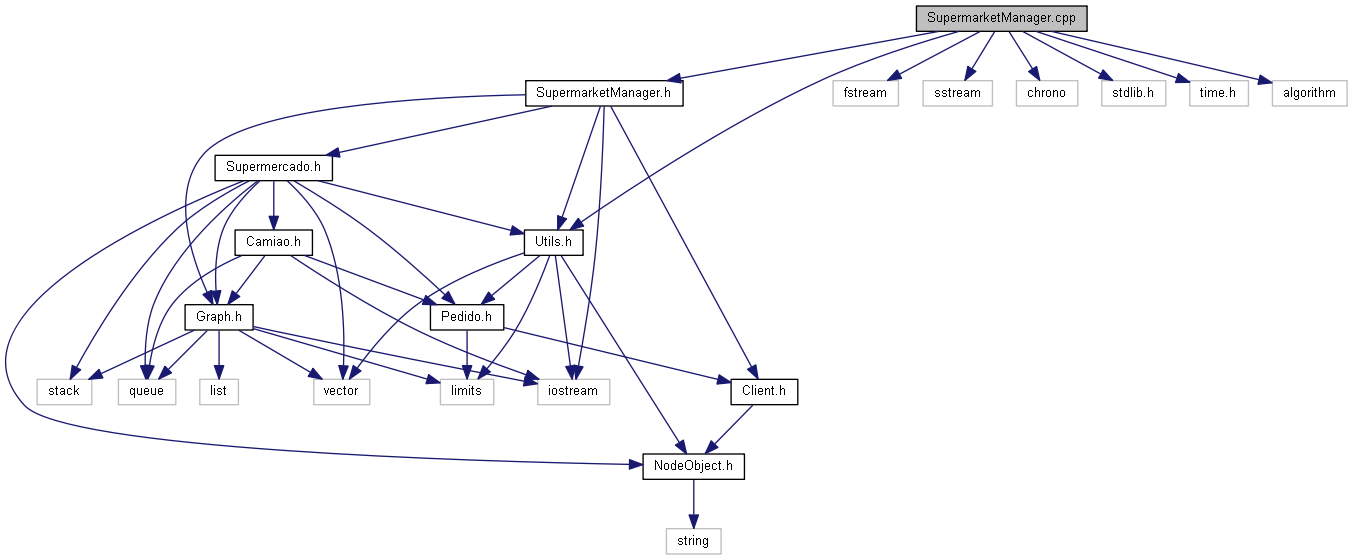 SupermarketManager.cpp
SupermarketManager.h
fstream
sstream
chrono
stdlib.h
time.h
algorithm
Supermercado.h
Camiao.h
Utils.h
Graph.h
Pedido.h
stack
queue
list
vector
limits
iostream
Client.h
NodeObject.h
string